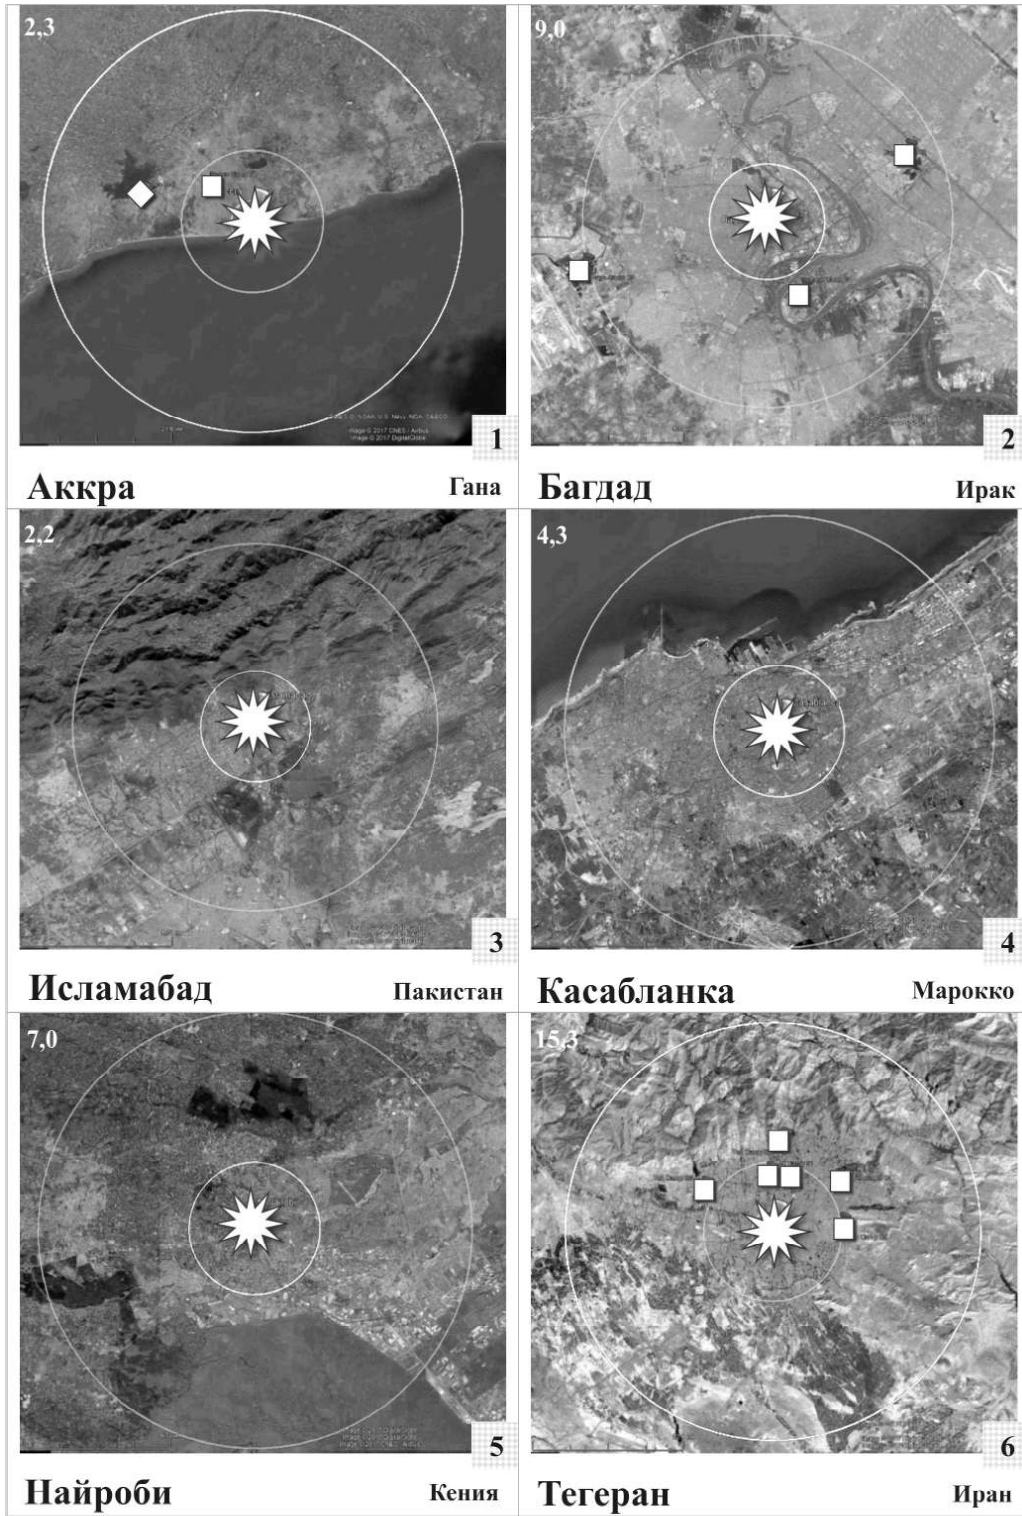 2,3
1
Аккра Гана
9,0
2
Багдад Ирак
2,2
3
Исламабад Пакистан
4,3
4
Касабланка Марокко
7,0
5
Найроби Кения
15,3
6
Тегеран Иран